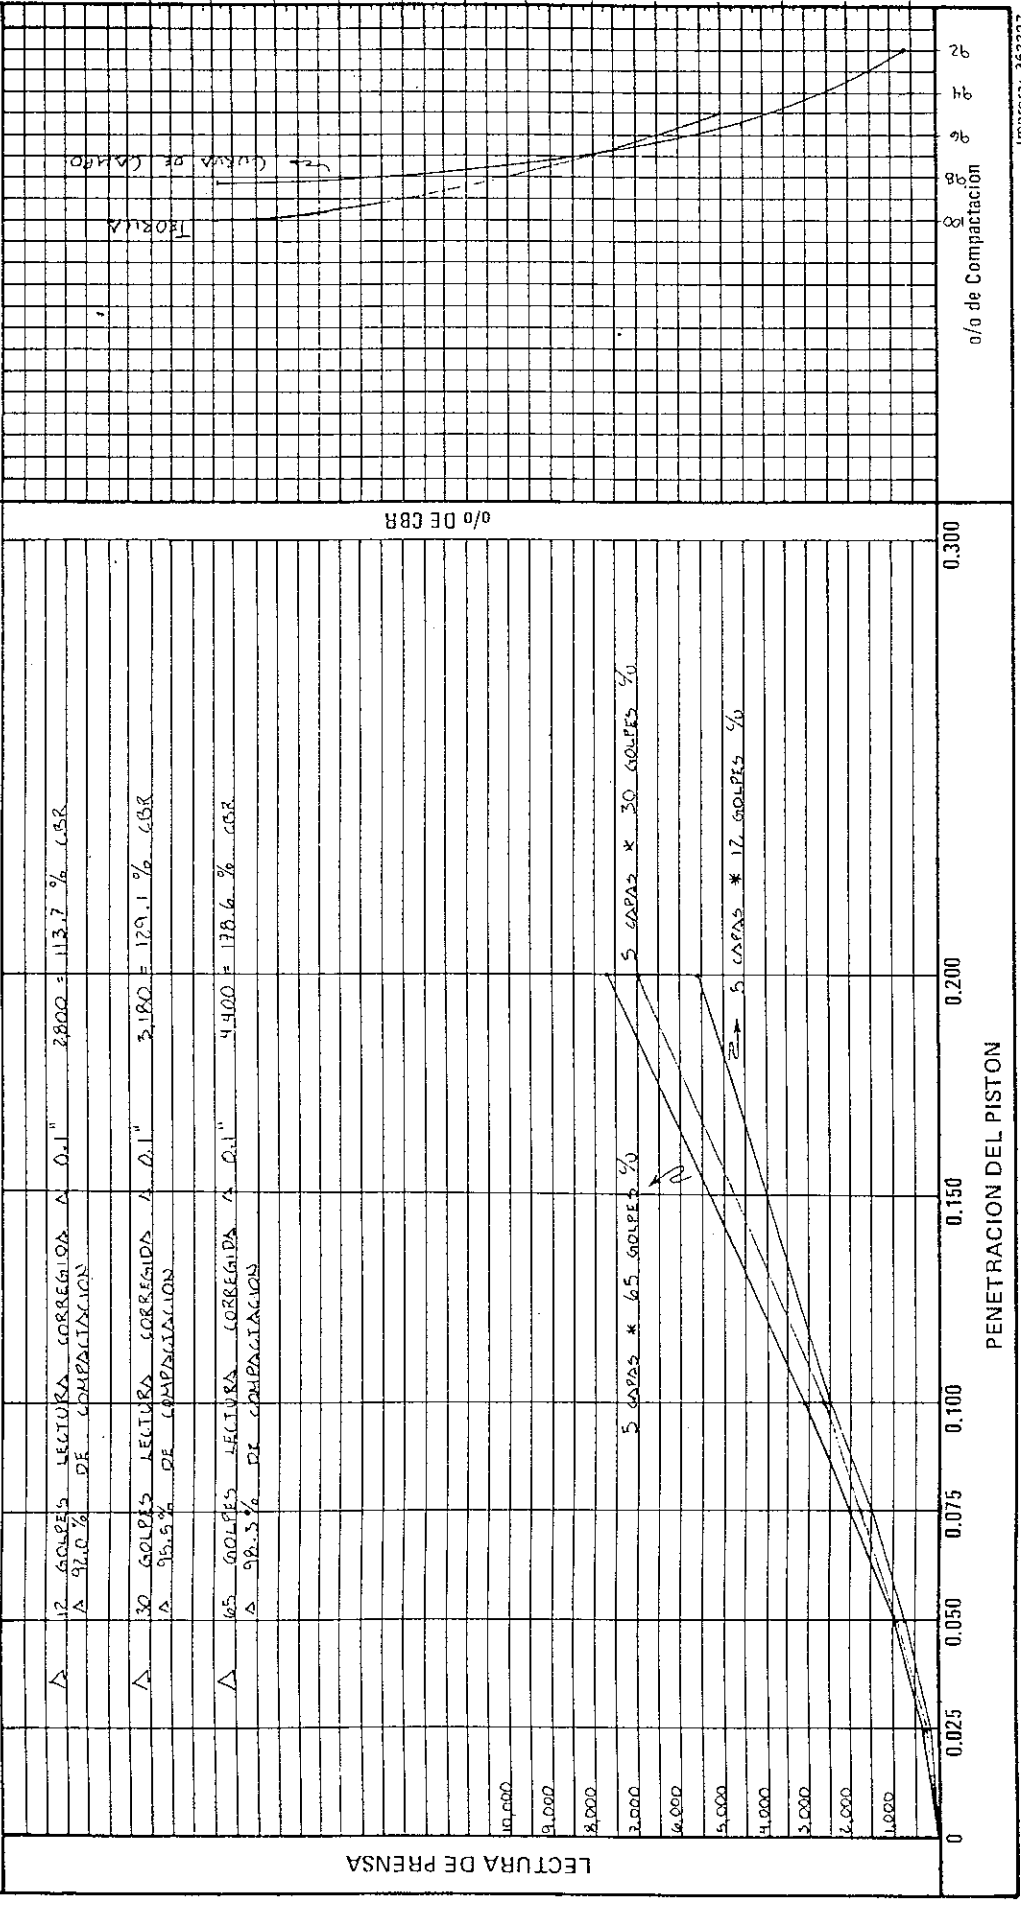 12 GOLPES LECTURA CORREGIDA A 0.1" 2,800 = 113.7 % CBR
A 92.0 % DE COMPACTACION
30 GOLPES LECTURA CORREGIDA A 0.1" 3,180 = 129.1 % CBR
A 95.5 % DE COMPACTACION
65 GOLPES LECTURA CORREGIDA A 0.1" 4,400 = 178.6 % CBR
A 98.3 % DE COMPACTACION
LECTURA DE PRENSA
10,000
9,000
8,000
7,000
6,000
5,000
4,000
3,000
2,000
1,000
5 CAPAS * 65 GOLPES %
5 CAPAS * 30 GOLPES %
5 CAPAS * 12 GOLPES %
0 0.025 0.050 0.075 0.100 0.150 0.200 0.300
PENETRACION DEL PISTON
o/o DE CBR
TEORICA
CURVA DE CAMPO
100 98 96 94 92
o/o de Compactacion